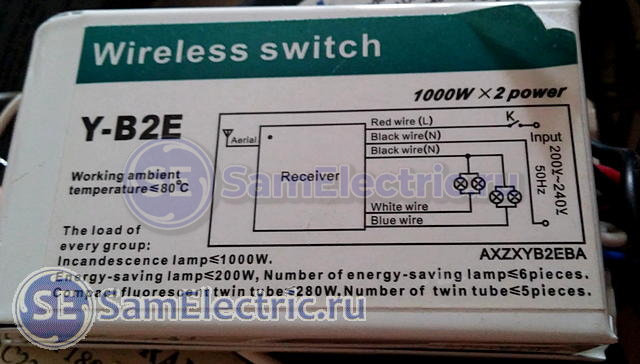 Wireless switch
1000W×2 power
Y-B2E
Working ambient
temperature≤80℃
Aerial
Receiver
Red wire (L)
Black wire(N)
Black wire(N)
White wire
Blue wire
K
Input
200v~240v
50Hz
The load of
every group:
AXZXYB2EBA
Incandescence lamp≤1000W.
Energy-saving lamp≤200W, Number of energy-saving lamp≤6pieces.
Compact fluorescent twin tube≤280W, Number of twin tube≤5pieces.
SE SamElectric.ru
SE SamElectric.ru